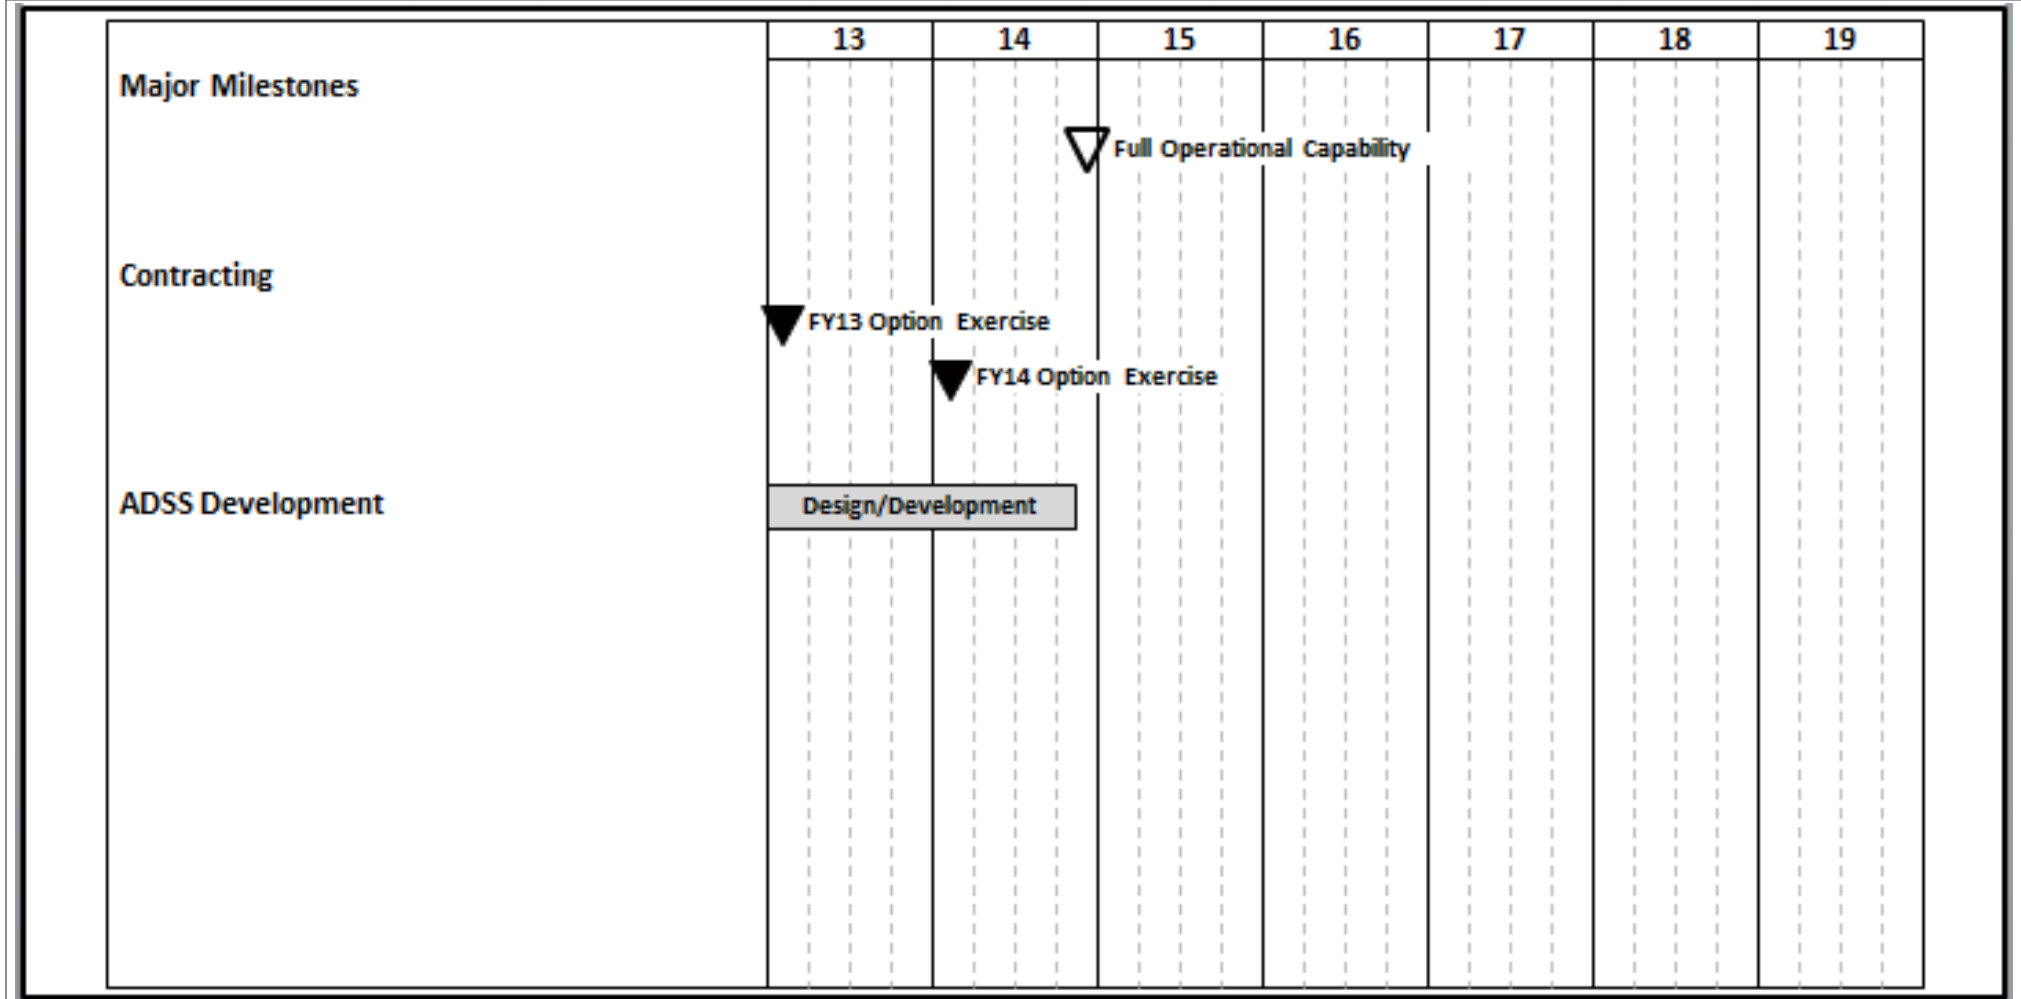 13 14 15 16 17 18 19
Major Milestones
Full Operational Capability
Contracting
FY13 Option Exercise
FY14 Option Exercise
ADSS Development
Design/Development